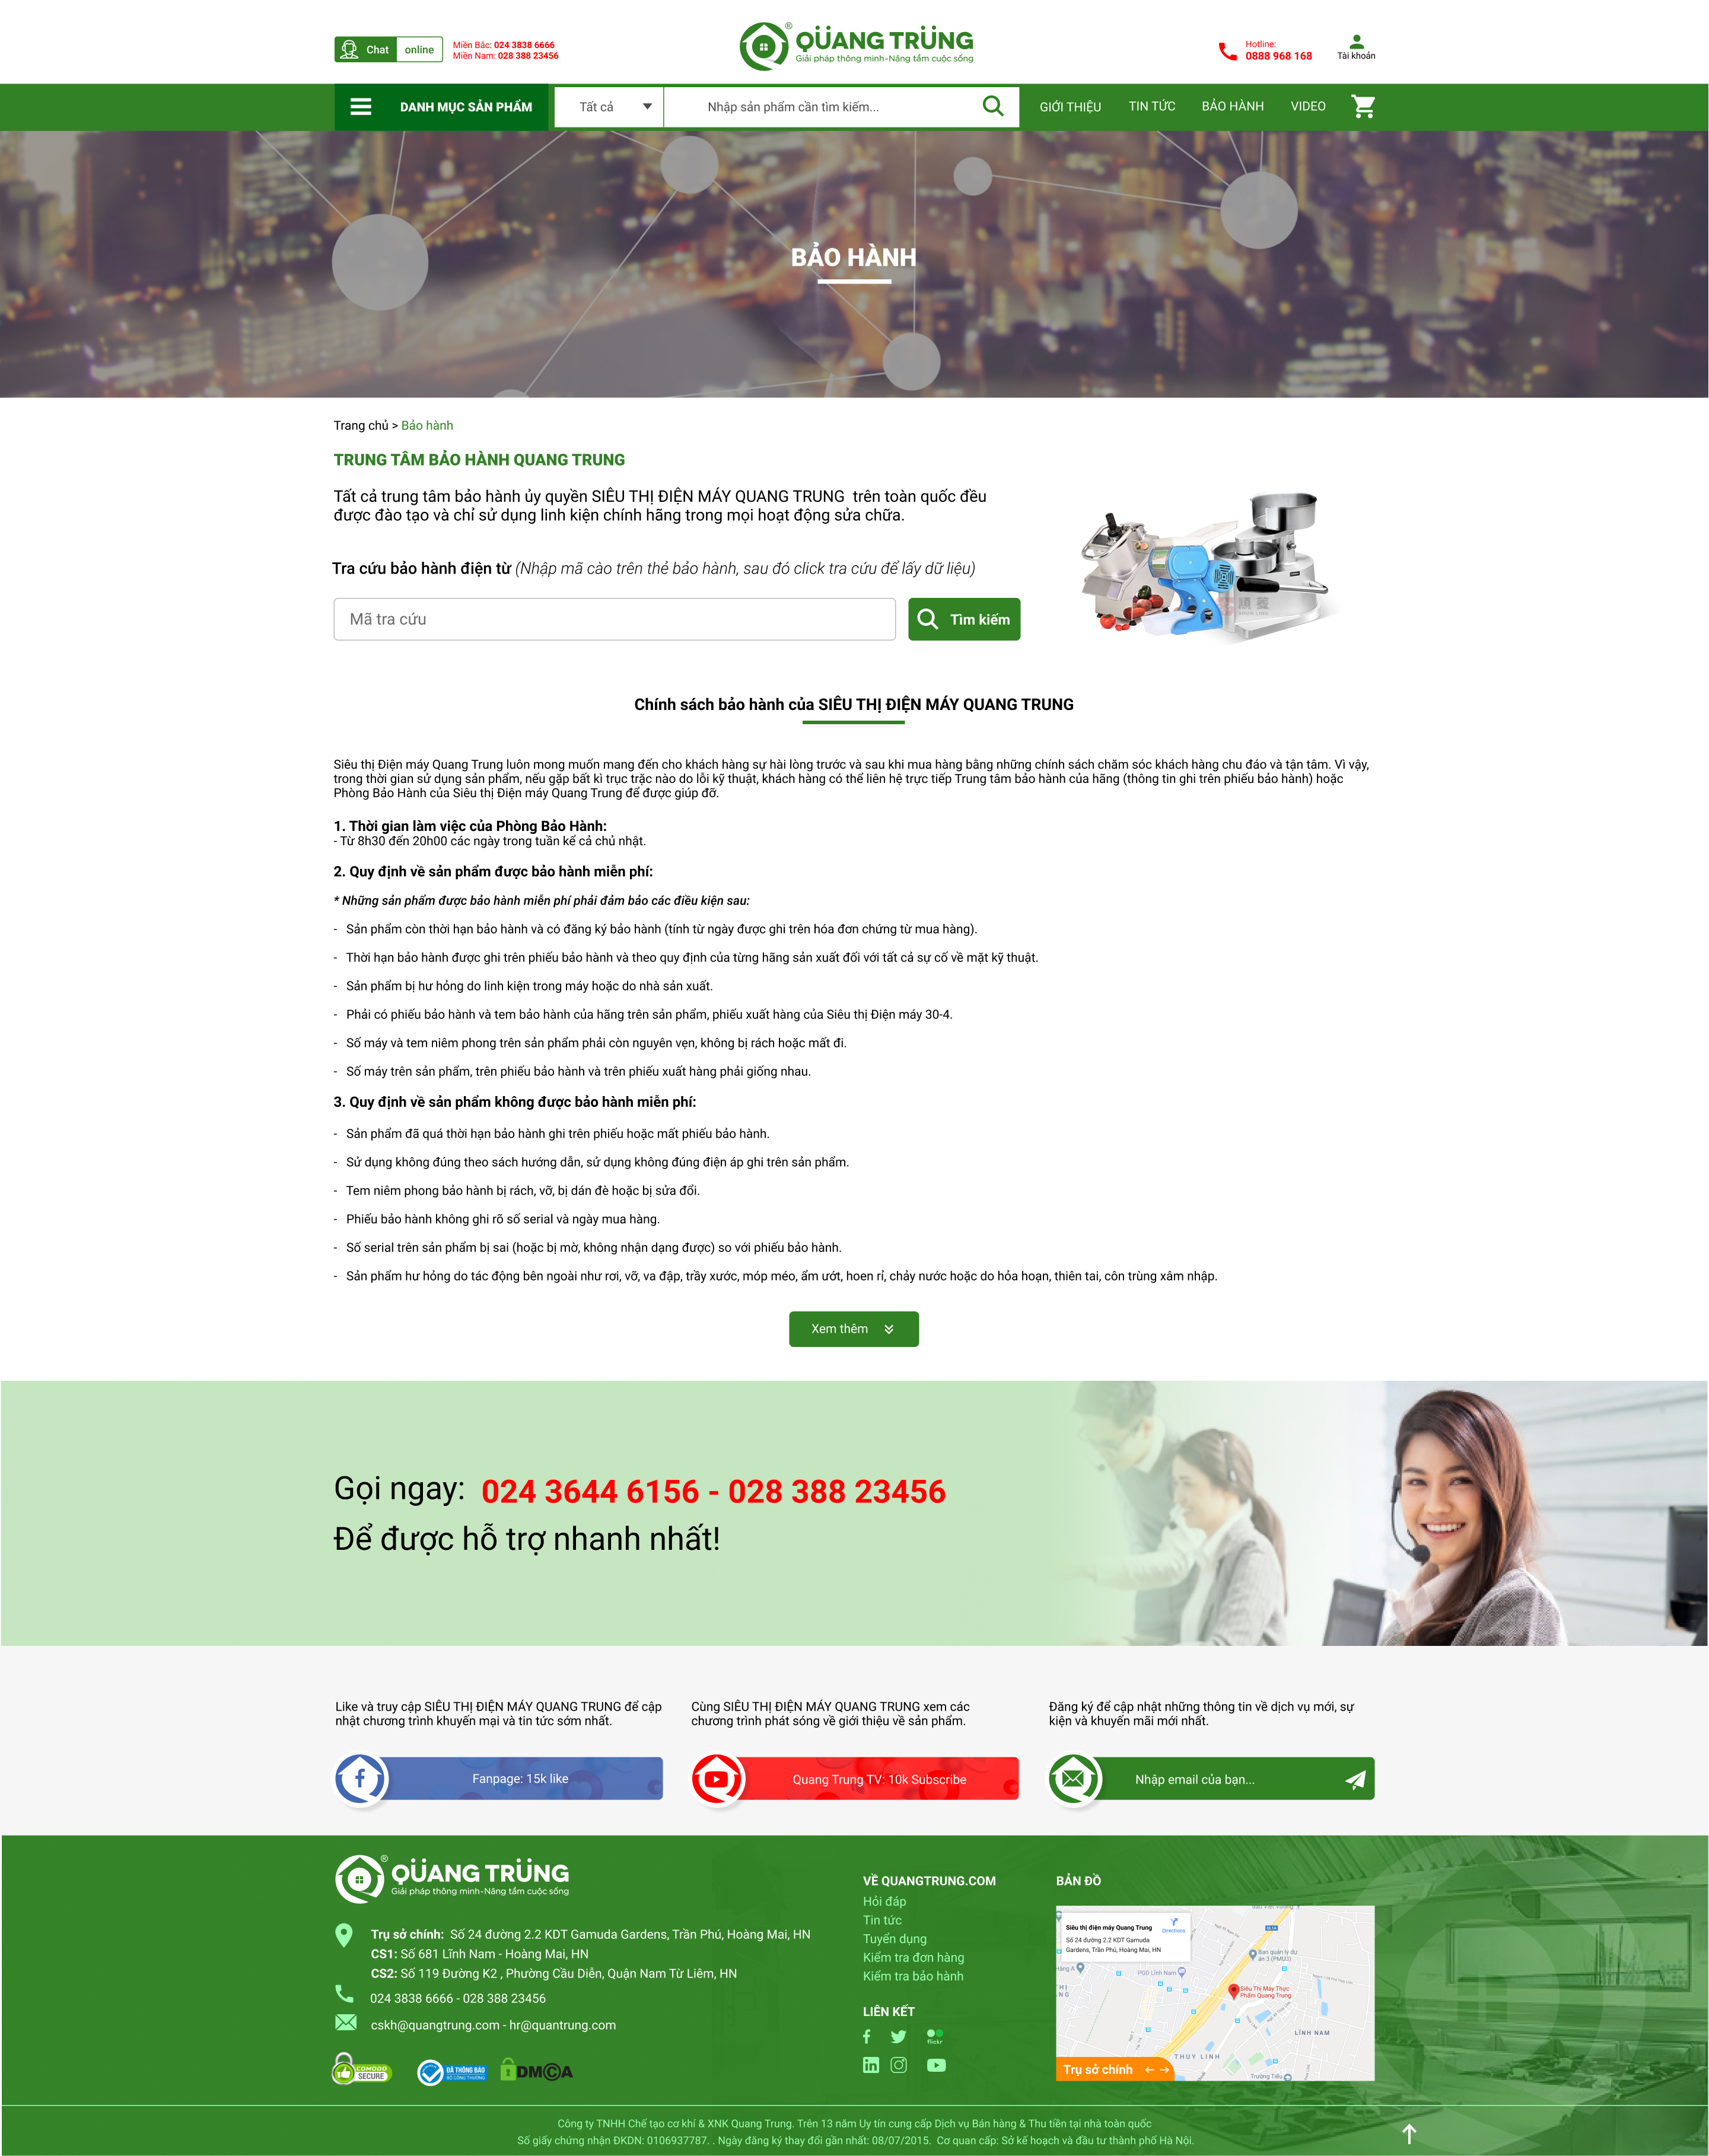 Chat online
Miền Bắc: 024 3838 6666
Miền Nam: 028 388 23456
QÜANG TRÜNG®
Giải pháp thông minh-Nâng tầm cuộc sống
Hotline:
0888 968 168
Tài khoản
DANH MỤC SẢN PHẨM
Tất cả
Nhập sản phẩm cần tìm kiếm...
GIỚI THIỆU
TIN TỨC
BẢO HÀNH
VIDEO
BẢO HÀNH
Trang chủ > Bảo hành
TRUNG TÂM BẢO HÀNH QUANG TRUNG
Tất cả trung tâm bảo hành ủy quyền SIÊU THỊ ĐIỆN MÁY QUANG TRUNG trên toàn quốc đều
được đào tạo và chỉ sử dụng linh kiện chính hãng trong mọi hoạt động sửa chữa.
Tra cứu bảo hành điện từ (Nhập mã cào trên thẻ bảo hành, sau đó click tra cứu để lấy dữ liệu)
Mã tra cứu
Tìm kiếm
Chính sách bảo hành của SIÊU THỊ ĐIỆN MÁY QUANG TRUNG
Siêu thị Điện máy Quang Trung luôn mong muốn mang đến cho khách hàng sự hài lòng trước và sau khi mua hàng bằng những chính sách chăm sóc khách hàng chu đáo và tận tâm. Vì vậy,
trong thời gian sử dụng sản phẩm, nếu gặp bất kì trục trặc nào do lỗi kỹ thuật, khách hàng có thể liên hệ trực tiếp Trung tâm bảo hành của hãng (thông tin ghi trên phiếu bảo hành) hoặc
Phòng Bảo Hành của Siêu thị Điện máy Quang Trung để được giúp đỡ.
1. Thời gian làm việc của Phòng Bảo Hành:
- Từ 8h30 đến 20h00 các ngày trong tuần kể cả chủ nhật.
2. Quy định về sản phẩm được bảo hành miễn phí:
* Những sản phẩm được bảo hành miễn phí phải đảm bảo các điều kiện sau:
- Sản phẩm còn thời hạn bảo hành và có đăng ký bảo hành (tính từ ngày được ghi trên hóa đơn chứng từ mua hàng).
- Thời hạn bảo hành được ghi trên phiếu bảo hành và theo quy định của từng hãng sản xuất đối với tất cả sự cố về mặt kỹ thuật.
- Sản phẩm bị hư hỏng do linh kiện trong máy hoặc do nhà sản xuất.
- Phải có phiếu bảo hành và tem bảo hành của hãng trên sản phẩm, phiếu xuất hàng của Siêu thị Điện máy 30-4.
- Số máy và tem niêm phong trên sản phẩm phải còn nguyên vẹn, không bị rách hoặc mất đi.
- Số máy trên sản phẩm, trên phiếu bảo hành và trên phiếu xuất hàng phải giống nhau.
3. Quy định về sản phẩm không được bảo hành miễn phí:
- Sản phẩm đã quá thời hạn bảo hành ghi trên phiếu hoặc mất phiếu bảo hành.
- Sử dụng không đúng theo sách hướng dẫn, sử dụng không đúng điện áp ghi trên sản phẩm.
- Tem niêm phong bảo hành bị rách, vỡ, bị dán đè hoặc bị sửa đổi.
- Phiếu bảo hành không ghi rõ số serial và ngày mua hàng.
- Số serial trên sản phẩm bị sai (hoặc bị mờ, không nhận dạng được) so với phiếu bảo hành.
- Sản phẩm hư hỏng do tác động bên ngoài như rơi, vỡ, va đập, trầy xước, móp méo, ẩm ướt, hoen rỉ, chảy nước hoặc do hỏa hoạn, thiên tai, côn trùng xâm nhập.
Xem thêm
Gọi ngay: 024 3644 6156 - 028 388 23456
Để được hỗ trợ nhanh nhất!
Like và truy cập SIÊU THỊ ĐIỆN MÁY QUANG TRUNG để cập
nhật chương trình khuyến mại và tin tức sớm nhất.
Fanpage: 15k like
Cùng SIÊU THỊ ĐIỆN MÁY QUANG TRUNG xem các
chương trình phát sóng về giới thiệu về sản phẩm.
Quang Trung TV: 10k Subscribe
Đăng ký để cập nhật những thông tin về dịch vụ mới, sự
kiện và khuyến mãi mới nhất.
Nhập email của bạn...
QÜANG TRÜNG®
Giải pháp thông minh-Nâng tầm cuộc sống
Trụ sở chính: Số 24 đường 2.2 KDT Gamuda Gardens, Trần Phú, Hoàng Mai, HN
CS1: Số 681 Lĩnh Nam - Hoàng Mai, HN
CS2: Số 119 Đường K2 , Phường Cầu Diễn, Quận Nam Từ Liêm, HN
024 3838 6666 - 028 388 23456
cskh@quangtrung.com - hr@quantrung.com
COMODO
SECURE
ĐÃ THÔNG BÁO
BỘ CÔNG THƯƠNG
DMCA
VỀ QUANGTRUNG.COM
Hỏi đáp
Tin tức
Tuyển dụng
Kiểm tra đơn hàng
Kiểm tra bảo hành
LIÊN KẾT
flickr
BẢN ĐỒ
Siêu thị điện máy Quang Trung
Số 24 đường 2.2 KDT Gamuda
Gardens, Trần Phú, Hoàng Mai, HN
Directions
Ban quản lý dự
án 3 (PMU3)
PGD Lĩnh Nam
Siêu Thị Máy Thực
Phẩm Quang Trung
LĨNH NAM
THUY LINH
Trụ sở chính
Công ty TNHH Chế tạo cơ khí & XNK Quang Trung. Trên 13 năm Uy tín cung cấp Dịch vụ Bán hàng & Thu tiền tại nhà toàn quốc
Số giấy chứng nhận ĐKDN: 0106937787. . Ngày đăng ký thay đổi gần nhất: 08/07/2015. Cơ quan cấp: Sở kế hoạch và đầu tư thành phố Hà Nội.